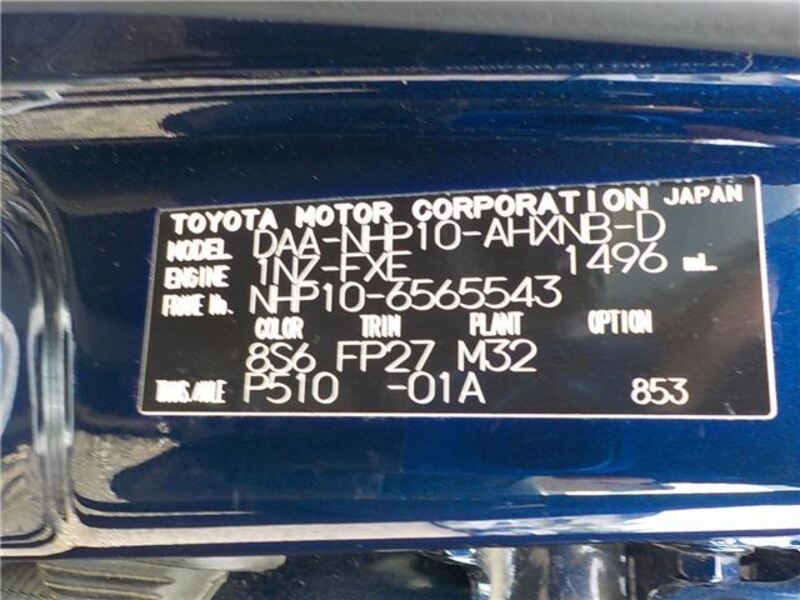 TOYOTA MOTOR CORPORATION JAPAN
MODEL DAA-NHP10-AHXNB-D
ENGINE 1NZ-FXE 1496 mL
FRAME No. NHP10-6565543
COLOR TRIM PLANT OPTION
8S6 FP27 M32
TRANS./AXLE P510 -01A 853